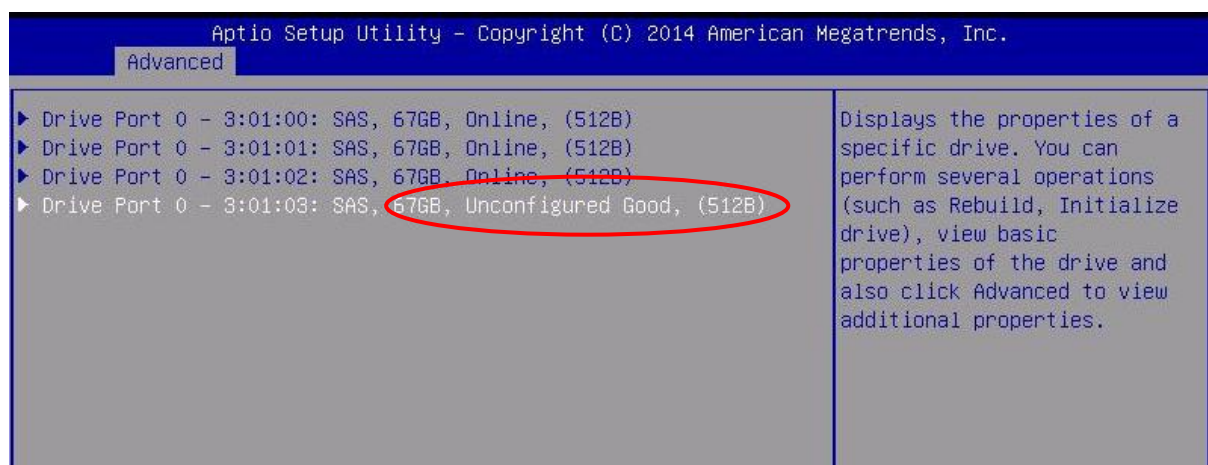 Aptio Setup Utility – Copyright (C) 2014 American Megatrends, Inc.
Advanced
▶ Drive Port 0 – 3:01:00: SAS, 67GB, Online, (512B)
▶ Drive Port 0 – 3:01:01: SAS, 67GB, Online, (512B)
▶ Drive Port 0 – 3:01:02: SAS, 67GB, Online, (512B)
▶ Drive Port 0 – 3:01:03: SAS, 67GB, Unconfigured Good, (512B)
Displays the properties of a
specific drive. You can
perform several operations
(such as Rebuild, Initialize
drive), view basic
properties of the drive and
also click Advanced to view
additional properties.